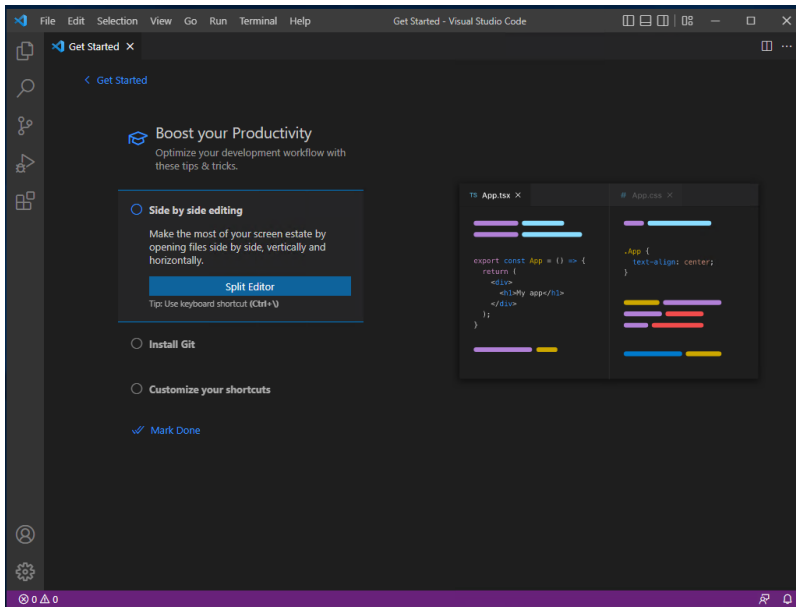 File Edit Selection View Go Run Terminal Help
Get Started - Visual Studio Code
Get Started
Get Started
Boost your Productivity
Optimize your development workflow with
these tips & tricks.
Side by side editing
Make the most of your screen estate by
opening files side by side, vertically and
horizontally.
Split Editor
Tip: Use keyboard shortcut (Ctrl+\)
Install Git
Customize your shortcuts
Mark Done
TS App.tsx
export const App = () => {
return (
<div>
<h1>My app</h1>
</div>
);
}
# App.css
.App {
text-align: center;
}
0 0